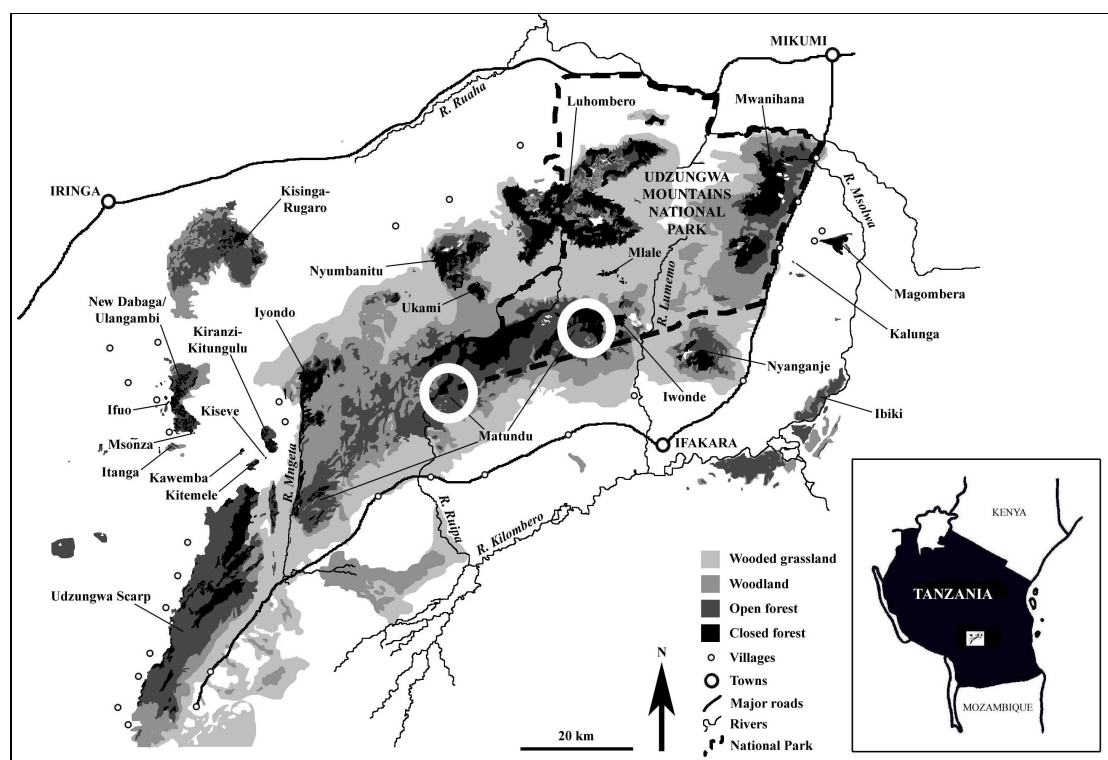 MIKUMI
R. Ruaha
Luhombero
Mwanihana
IRINGA
Kisinga-
Rugaro
UDZUNGWA
MOUNTAINS
NATIONAL
PARK
R. Msolwa
Nyumbanitu
Mlale
R. Lumemo
Magombera
New Dabaga/
Ulangambi
Ukami
Iyondo
Kiranzi-
Kitungulu
Kalunga
Nyanganje
Ifuo
Kiseve
Iwonde
Ibiki
Msonza
Matundu
Itanga
IFAKARA
Kawemba
Kitemele
R. Mngeta
R. Ruipa
R. Kilombero
Udzungwa Scarp
Wooded grassland
Woodland
Open forest
Closed forest
Villages
Towns
Major roads
Rivers
National Park
N
20 km
KENYA
TANZANIA
MOZAMBIQUE